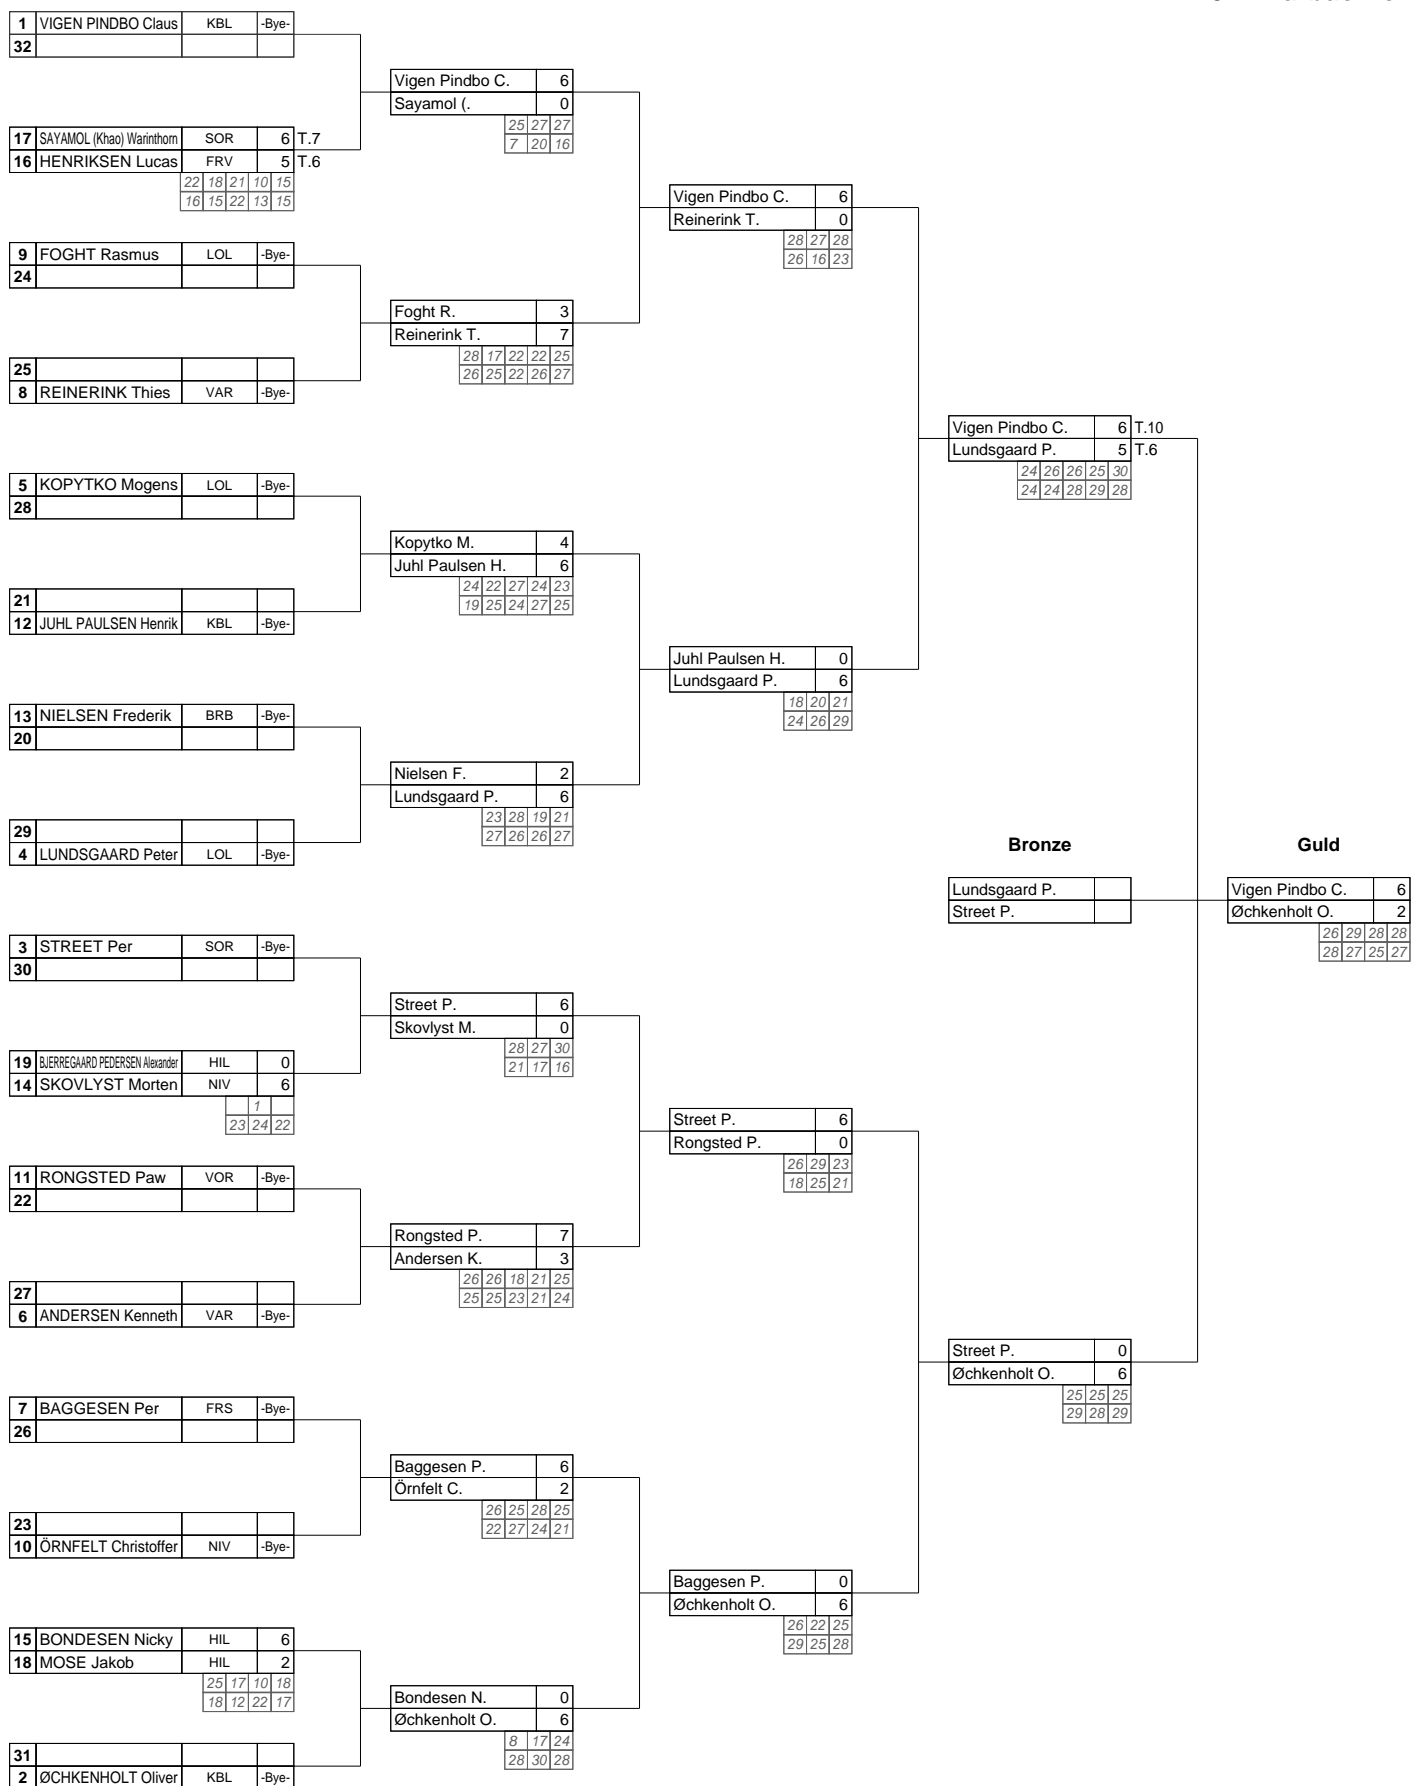 1 VIGEN PINDBO Claus KBL -Bye-
32
Vigen Pindbo C. 6
Sayamol (. 0
25 27 27
7 20 16
17 SAYAMOL (Khao) Warinthorn SOR 6 T.7
16 HENRIKSEN Lucas FRV 5 T.6
22 18 21 10 15
16 15 22 13 15
Vigen Pindbo C. 6
Reinerink T. 0
28 27 28
26 16 23
9 FOGHT Rasmus LOL -Bye-
24
Foght R. 3
Reinerink T. 7
28 17 22 22 25
26 25 22 26 27
25
8 REINERINK Thies VAR -Bye-
Vigen Pindbo C. 6 T.10
Lundsgaard P. 5 T.6
24 26 26 25 30
24 24 28 29 28
5 KOPYTKO Mogens LOL -Bye-
28
Kopytko M. 4
Juhl Paulsen H. 6
24 22 27 24 23
19 25 24 27 25
21
12 JUHL PAULSEN Henrik KBL -Bye-
Juhl Paulsen H. 0
Lundsgaard P. 6
18 20 21
24 26 29
13 NIELSEN Frederik BRB -Bye-
20
Nielsen F. 2
Lundsgaard P. 6
23 28 19 21
27 26 26 27
29
4 LUNDSGAARD Peter LOL -Bye-
Bronze Guld
Lundsgaard P.
Street P.
Vigen Pindbo C. 6
Øchkenholt O. 2
26 29 28 28
28 27 25 27
3 STREET Per SOR -Bye-
30
Street P. 6
Skovlyst M. 0
28 27 30
21 17 16
19 BJERREGAARD PEDERSEN Alexander HIL 0
14 SKOVLYST Morten NIV 6
1
23 24 22
Street P. 6
Rongsted P. 0
26 29 23
18 25 21
11 RONGSTED Paw VOR -Bye-
22
Rongsted P. 7
Andersen K. 3
26 26 18 21 25
25 25 23 21 24
27
6 ANDERSEN Kenneth VAR -Bye-
Street P. 0
Øchkenholt O. 6
25 25 25
29 28 29
7 BAGGESEN Per FRS -Bye-
26
Baggesen P. 6
Örnfelt C. 2
26 25 28 25
22 27 24 21
23
10 ÖRNFELT Christoffer NIV -Bye-
Baggesen P. 0
Øchkenholt O. 6
26 22 25
29 25 28
15 BONDESEN Nicky HIL 6
18 MOSE Jakob HIL 2
25 17 10 18
18 12 22 17
Bondesen N. 0
Øchkenholt O. 6
8 17 24
28 30 28
31
2 ØCHKENHOLT Oliver KBL -Bye-